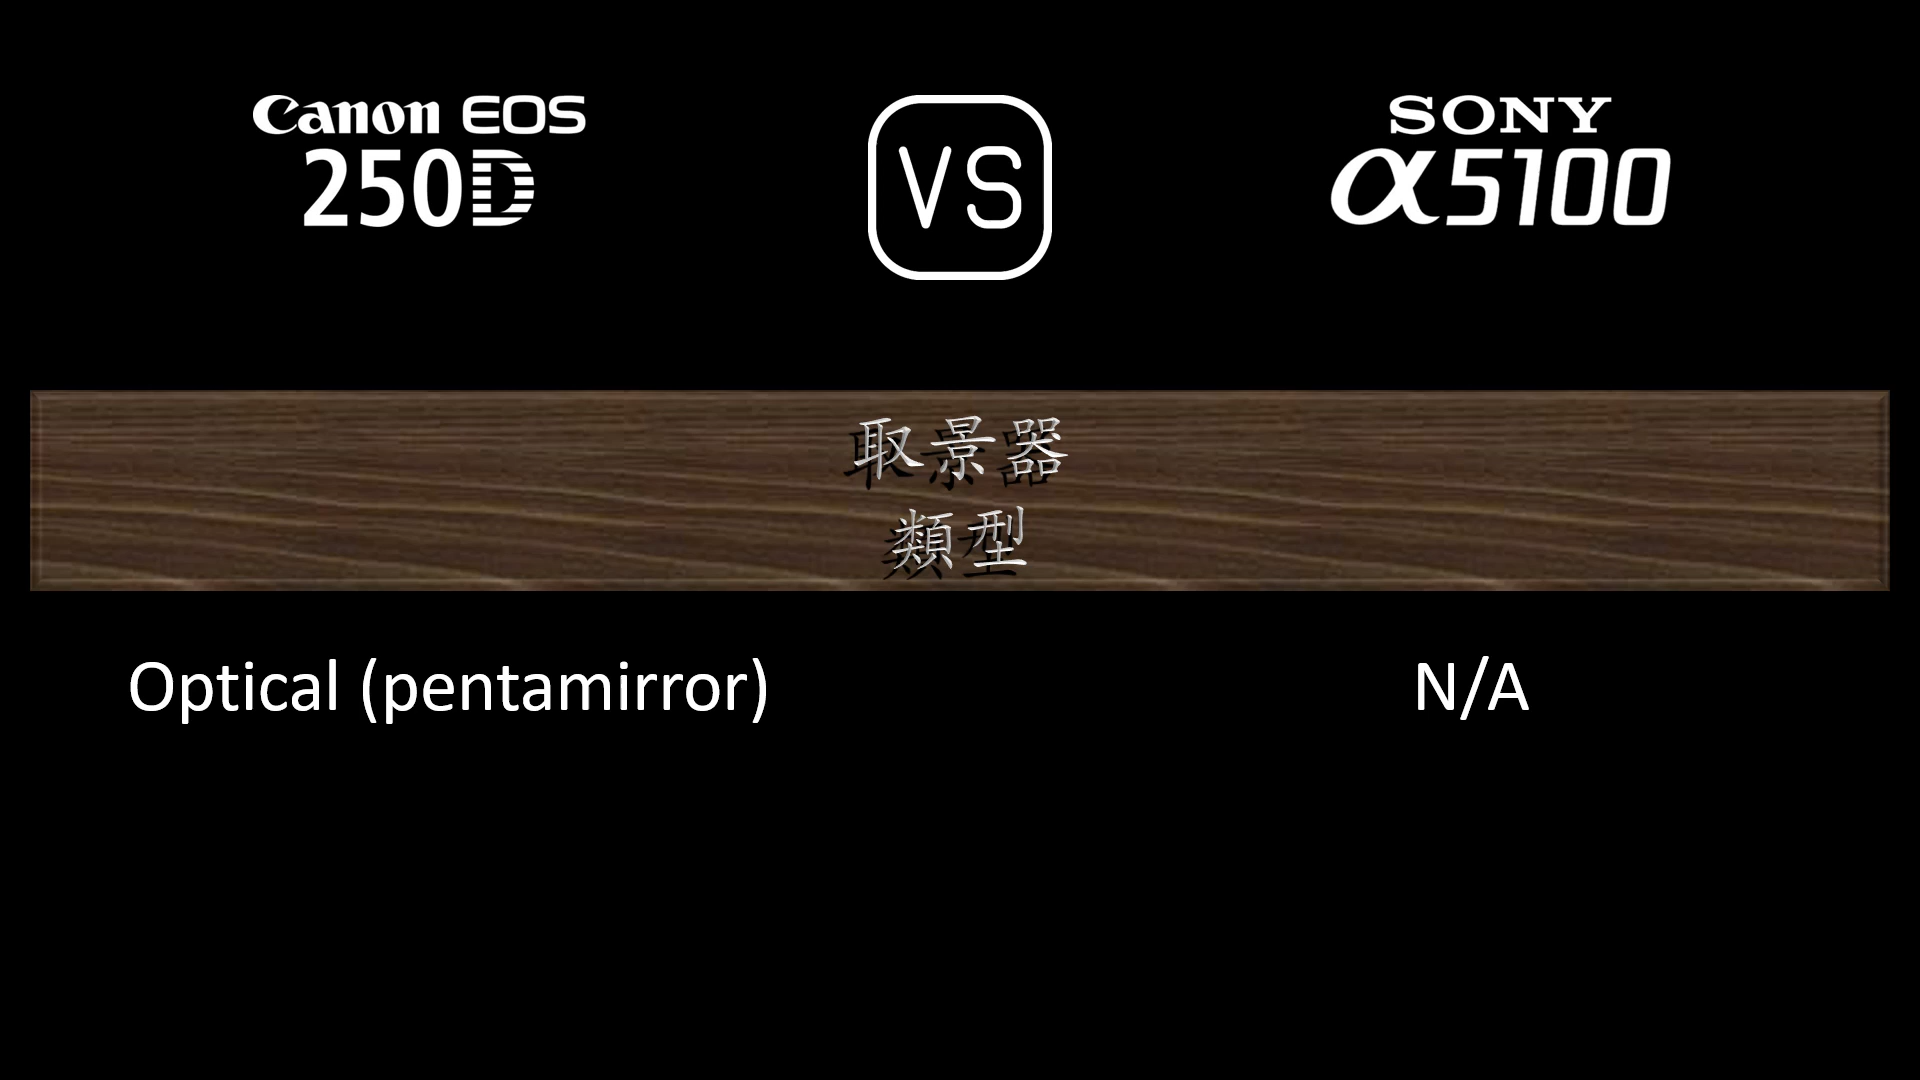 Canon EOS
250D
VS
SONY
α5100
取景器
類型
Optical (pentamirror)
N/A